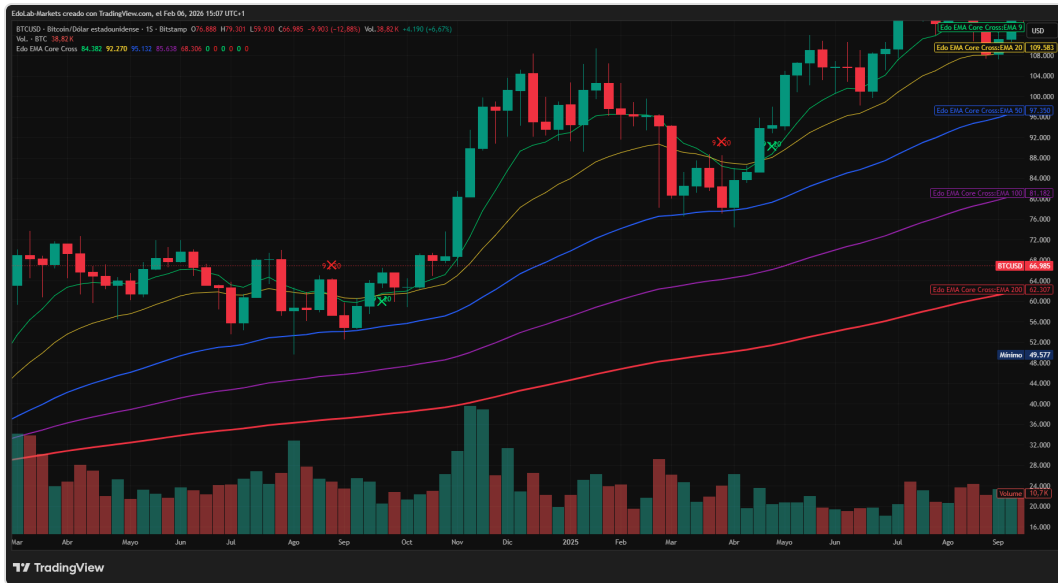 EdoLab-Markets creado con TradingView.com, el Feb 06, 2026 15:07 UTC+1
BTCUSD · Bitcoin/Dólar estadounidense · 1S · Bitstamp O76.888 H79.301 L59.930 C66.985 -9.903 (-12,88%) Vol.38,82 K +4.190 (+6,67%)
Vol. · BTC 38,82 K
Edo EMA Core Cross 84.382 92.270 95.132 85.638 68.306 0 0 0 0 0 0
Edo EMA Core Cross:EMA 9
USD
Edo EMA Core Cross:EMA 20 109.583
108.000
104.000
100.000
Edo EMA Core Cross:EMA 50 97.350
96.000
92.000
88.000
84.000
Edo EMA Core Cross:EMA 100 81.182
80.000
76.000
72.000
68.000
BTCUSD 66.985
64.000
Edo EMA Core Cross:EMA 200 62.307
60.000
56.000
52.000
Mínimo 49.577
48.000
44.000
40.000
36.000
32.000
28.000
24.000
Volume 10,7 K
20.000
16.000
Mar Abr Mayo Jun Jul Ago Sep Oct Nov Dic 2025 Feb Mar Abr Mayo Jun Jul Ago Sep
TradingView